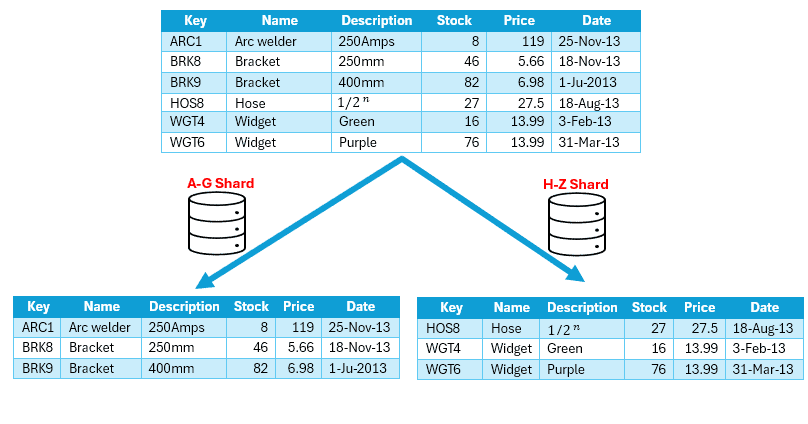 Key Name Description Stock Price Date
ARC1 Arc welder 250Amps 8 119 25-Nov-13
BRK8 Bracket 250mm 46 5.66 18-Nov-13
BRK9 Bracket 400mm 82 6.98 1-Ju-2013
HOS8 Hose 1/2 n 27 27.5 18-Aug-13
WGT4 Widget Green 16 13.99 3-Feb-13
WGT6 Widget Purple 76 13.99 31-Mar-13
A-G Shard
H-Z Shard
Key Name Description Stock Price Date
ARC1 Arc welder 250Amps 8 119 25-Nov-13
BRK8 Bracket 250mm 46 5.66 18-Nov-13
BRK9 Bracket 400mm 82 6.98 1-Ju-2013
Key Name Description Stock Price Date
HOS8 Hose 1/2 n 27 27.5 18-Aug-13
WGT4 Widget Green 16 13.99 3-Feb-13
WGT6 Widget Purple 76 13.99 31-Mar-13